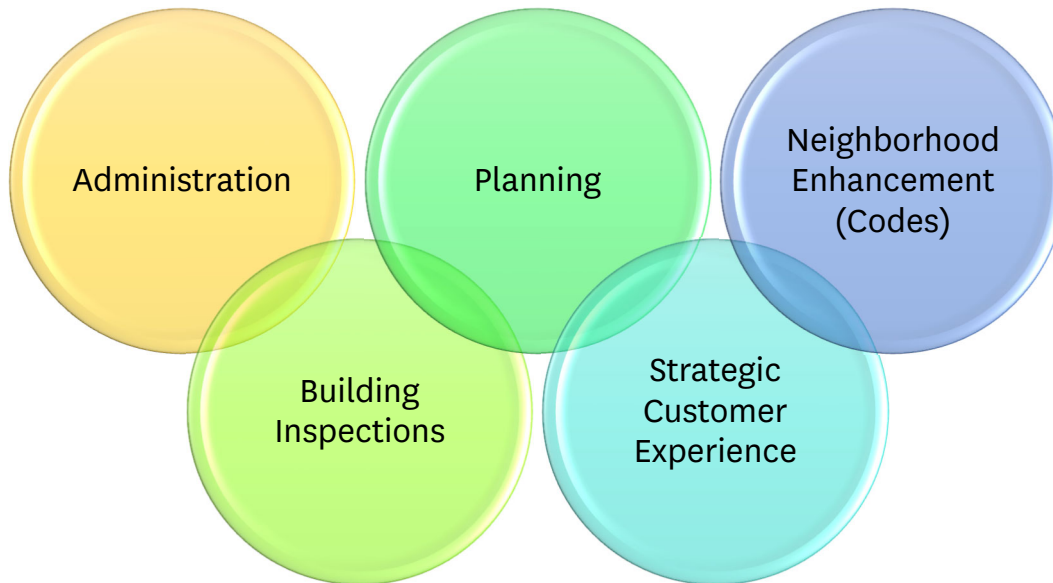 Administration
Planning
Neighborhood
Enhancement
(Codes)
Building
Inspections
Strategic
Customer
Experience